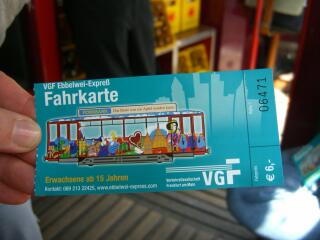 VGF Ebbelwei-Expreß
Fahrkarte
Erwachsene ab 15 Jahren
Kontakt: 069 213 22425, www.ebbelwei-express.com
Verkehrsgesellschaft
Frankfurt am Main
VGF
06471
€ 6,-